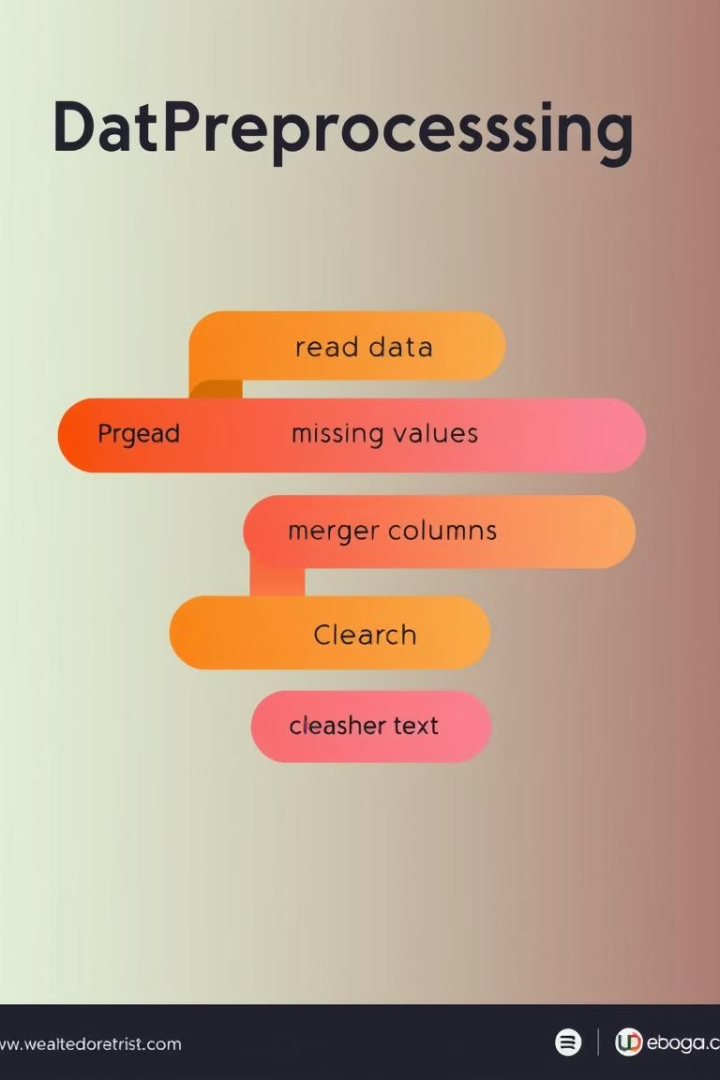 DatPreprocesssing
read data
Prgead missing values
merger columns
Clearch
cleasher text
ww.wealtedoretrist.com
eboga.c